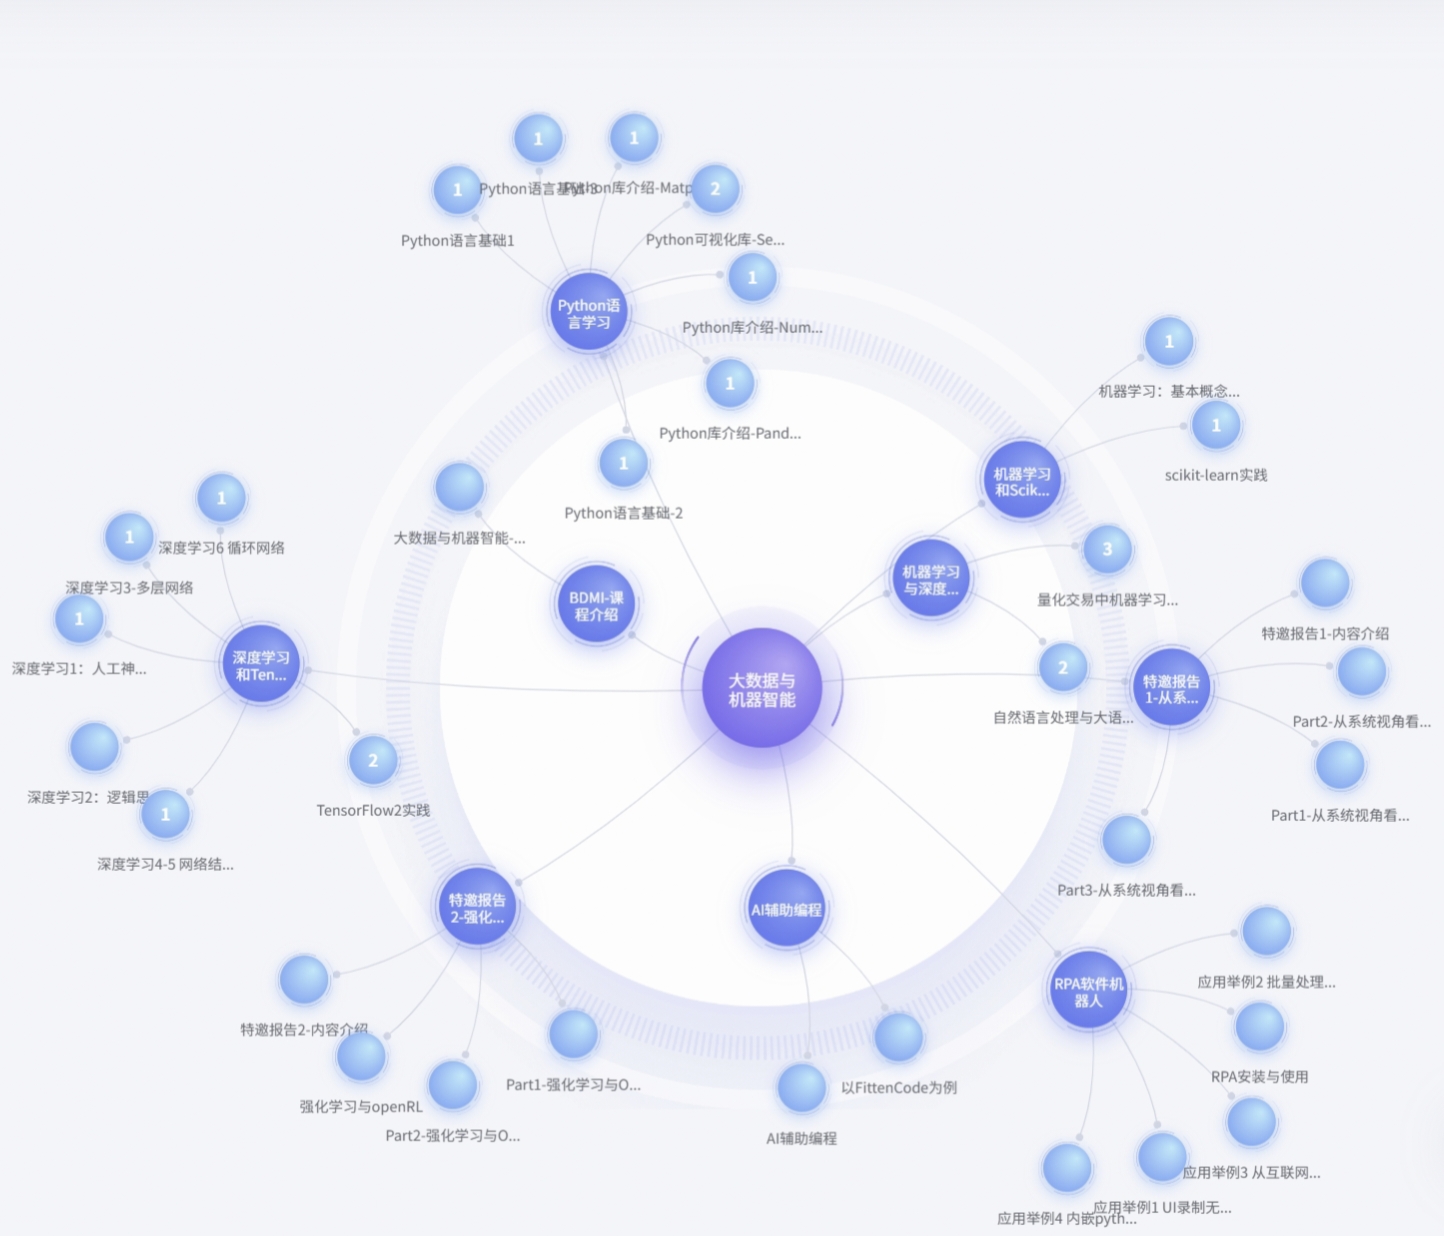 1
1
1
2
Python语言基础-3
Python库介绍-Matp
Python语言基础1
Python可视化库-Se...
1
Python库介绍-Num...
Python语
言学习
1
Python库介绍-Pand...
1
Python语言基础-2
1
机器学习：基本概念...
1
scikit-learn实践
机器学习
和Scik...
大数据与机器智能-...
BDMI-课
程介绍
机器学习
与深度...
3
量化交易中机器学习...
2
自然语言处理与大语...
1
深度学习6 循环网络
1
深度学习3-多层网络
1
深度学习1：人工神...
深度学习
和Ten...
深度学习2：逻辑思
1
深度学习4-5 网络结...
2
TensorFlow2实践
大数据与
机器智能
特邀报告
1-从系...
特邀报告1-内容介绍
Part2-从系统视角看...
Part1-从系统视角看...
Part3-从系统视角看...
特邀报告
2-强化...
特邀报告2-内容介绍
强化学习与openRL
Part2-强化学习与O...
Part1-强化学习与O...
AI辅助编程
以FittenCode为例
AI辅助编程
RPA软件机
器人
应用举例2 批量处理...
RPA安装与使用
应用举例3 从互联网...
应用举例1 UI录制无...
应用举例4 内嵌pyth...